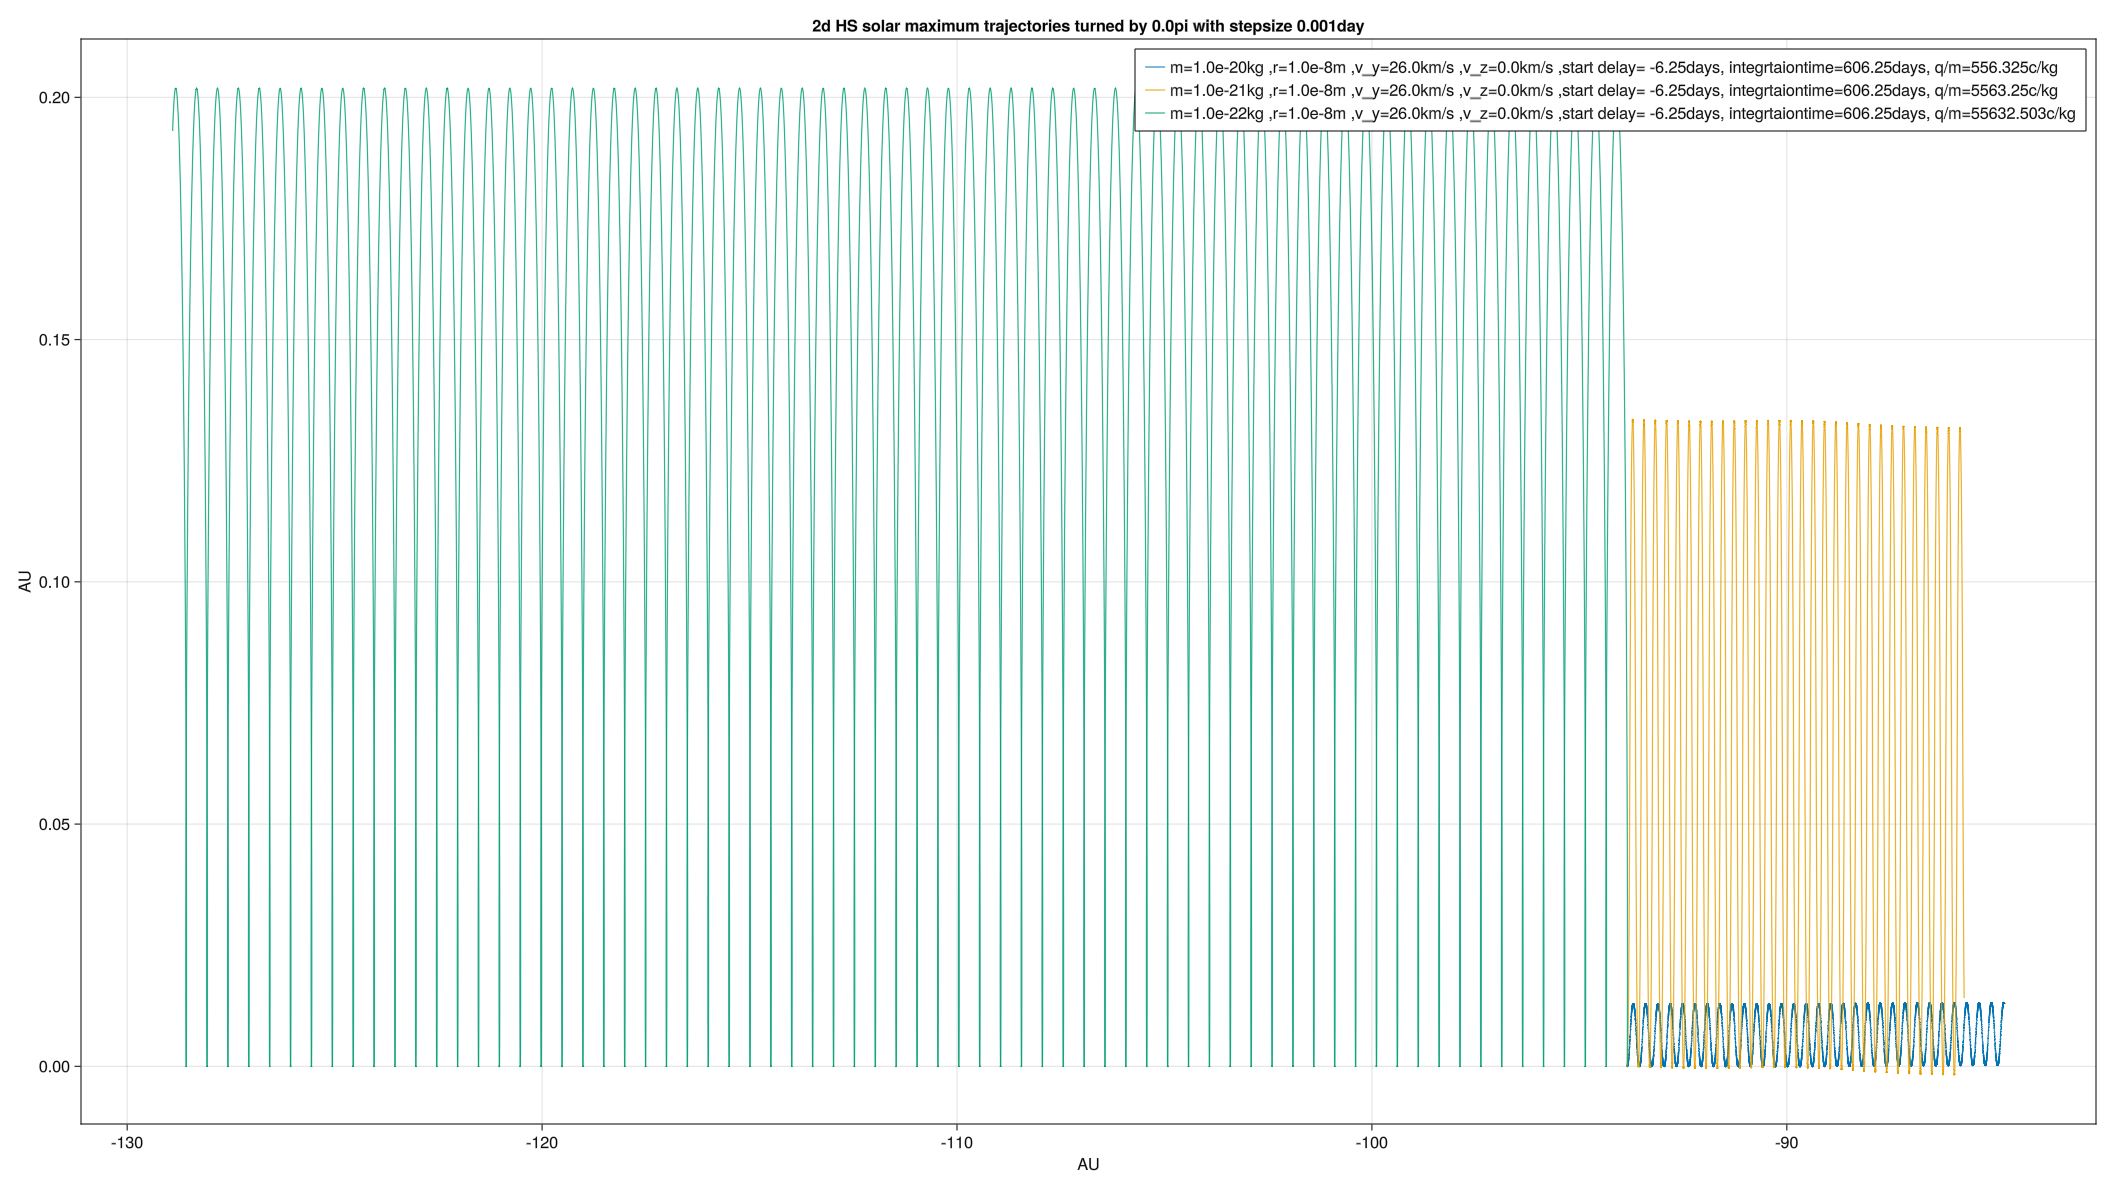 2d HS solar maximum trajectories turned by 0.0pi with stepsize 0.001day
m=1.0e-20kg ,r=1.0e-8m ,v_y=26.0km/s ,v_z=0.0km/s ,start delay= -6.25days, integrtaiontime=606.25days, q/m=556.325c/kg
m=1.0e-21kg ,r=1.0e-8m ,v_y=26.0km/s ,v_z=0.0km/s ,start delay= -6.25days, integrtaiontime=606.25days, q/m=5563.25c/kg
m=1.0e-22kg ,r=1.0e-8m ,v_y=26.0km/s ,v_z=0.0km/s ,start delay= -6.25days, integrtaiontime=606.25days, q/m=55632.503c/kg
0.20
0.15
0.10
0.05
0.00
AU
-130 -120 -110 -100 -90
AU